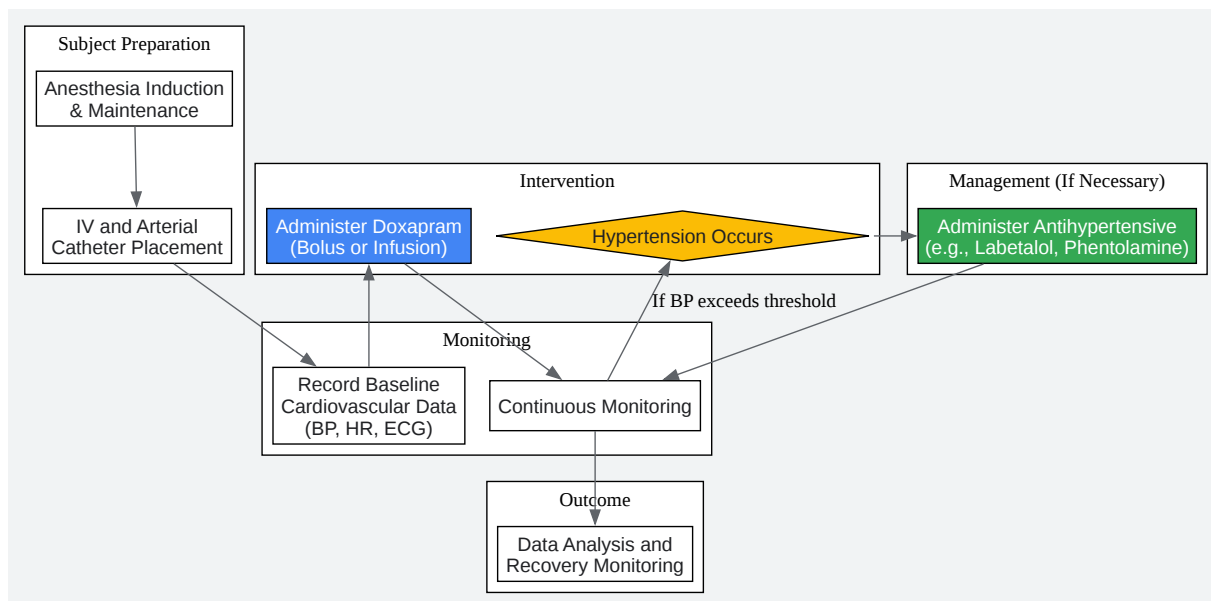 Subject Preparation
Anesthesia Induction
& Maintenance
IV and Arterial
Catheter Placement
Intervention
Administer Doxapram
(Bolus or Infusion)
Hypertension Occurs
Management (If Necessary)
Administer Antihypertensive
(e.g., Labetalol, Phentolamine)
If BP exceeds threshold
Monitoring
Record Baseline
Cardiovascular Data
(BP, HR, ECG)
Continuous Monitoring
Outcome
Data Analysis and
Recovery Monitoring